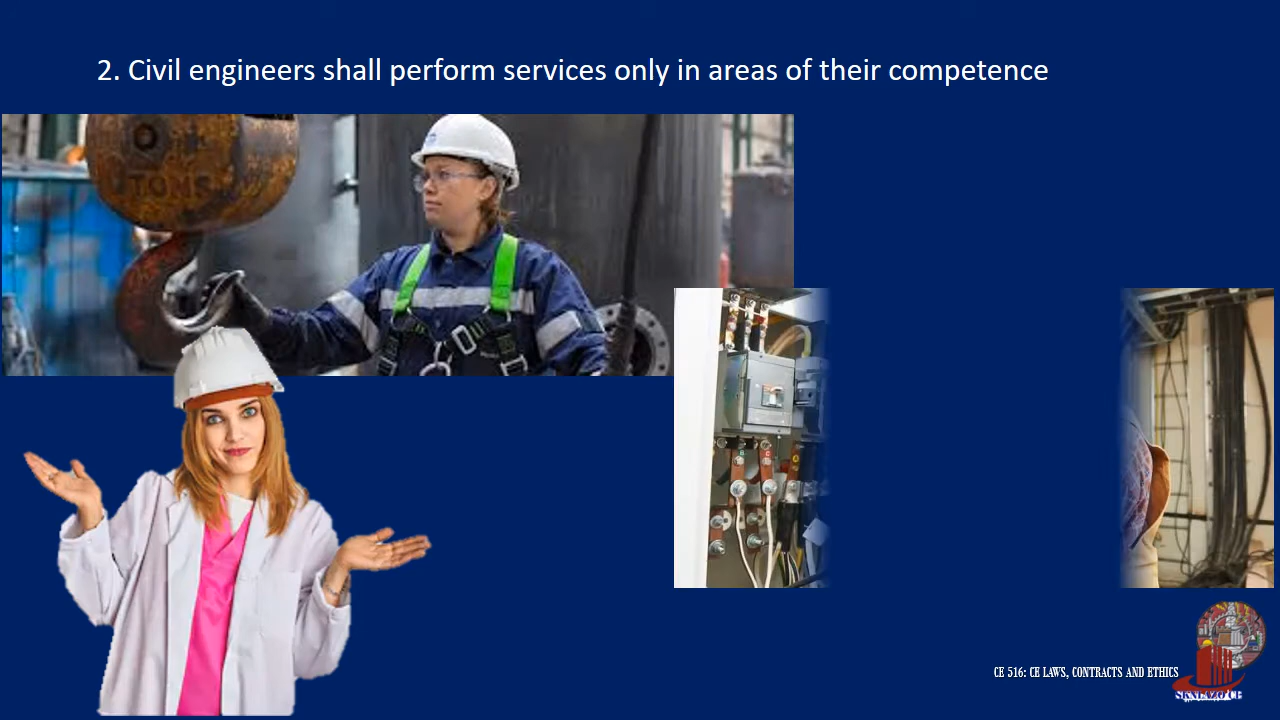 2. Civil engineers shall perform services only in areas of their competence
TONS
CE 516: CE LAWS, CONTRACTS AND ETHICS